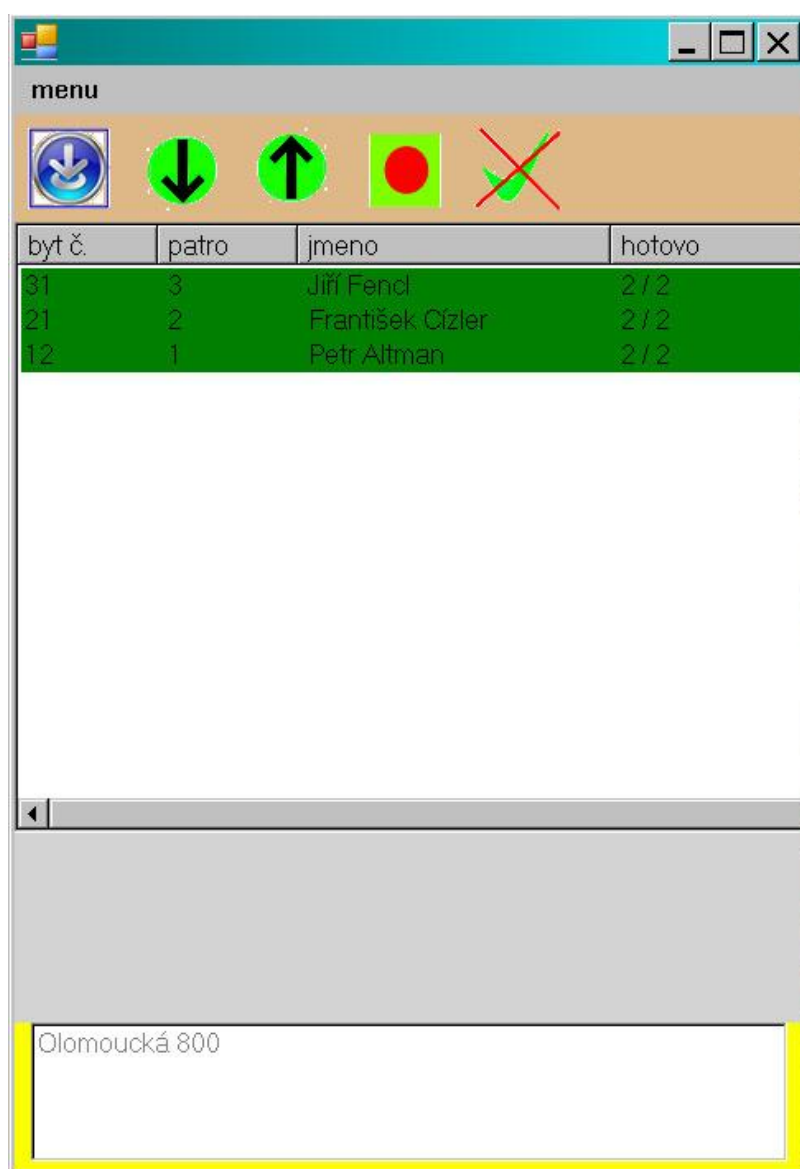 menu
byt č. patro jmeno hotovo
31 3 Jiří Fencl 2 / 2
21 2 František Cízler 2 / 2
12 1 Petr Altman 2 / 2
Olomoucká 800